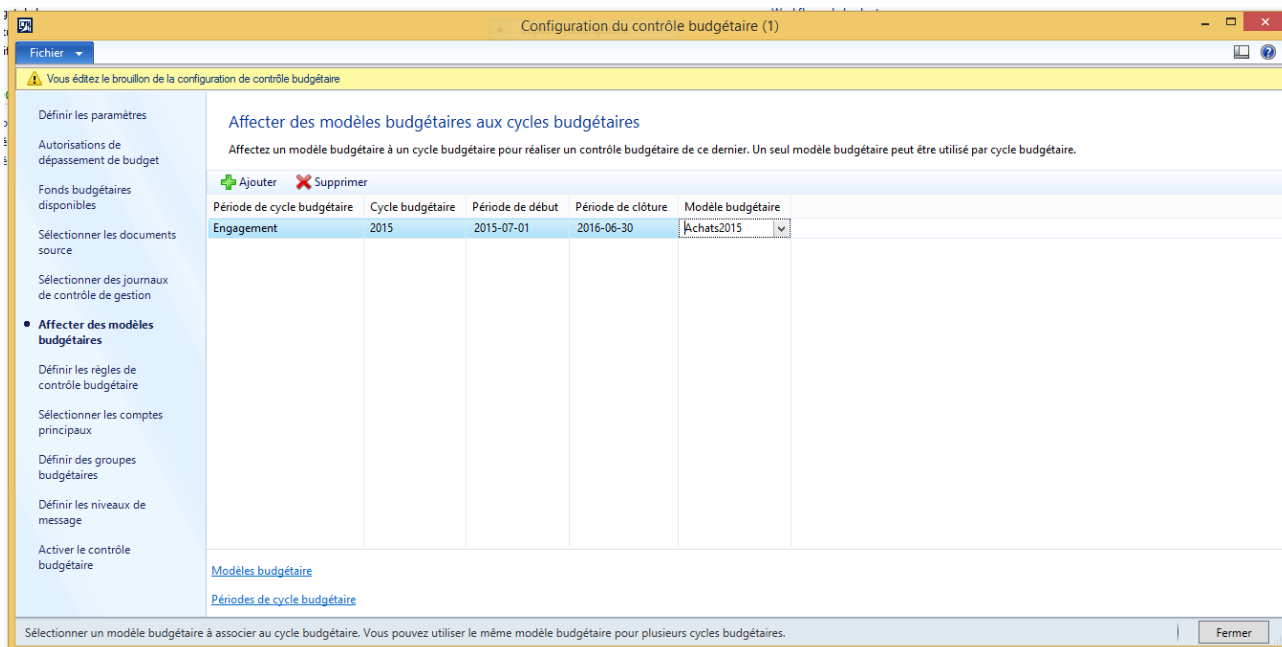 Configuration du contrôle budgétaire (1)
Fichier
Vous éditez le brouillon de la configuration de contrôle budgétaire
Définir les paramètres
Autorisations de
dépassement de budget
Fonds budgétaires
disponibles
Sélectionner les documents
source
Sélectionner des journaux
de contrôle de gestion
Affecter des modèles
budgétaires
Définir les règles de
contrôle budgétaire
Sélectionner les comptes
principaux
Définir des groupes
budgétaires
Définir les niveaux de
message
Activer le contrôle
budgétaire
Affecter des modèles budgétaires aux cycles budgétaires
Affectez un modèle budgétaire à un cycle budgétaire pour réaliser un contrôle budgétaire de ce dernier. Un seul modèle budgétaire peut être utilisé par cycle budgétaire.
Ajouter Supprimer
Période de cycle budgétaire Cycle budgétaire Période de début Période de clôture Modèle budgétaire
Engagement 2015 2015-07-01 2016-06-30 Achats2015
Modèles budgétaire
Périodes de cycle budgétaire
Sélectionner un modèle budgétaire à associer au cycle budgétaire. Vous pouvez utiliser le même modèle budgétaire pour plusieurs cycles budgétaires.
Fermer